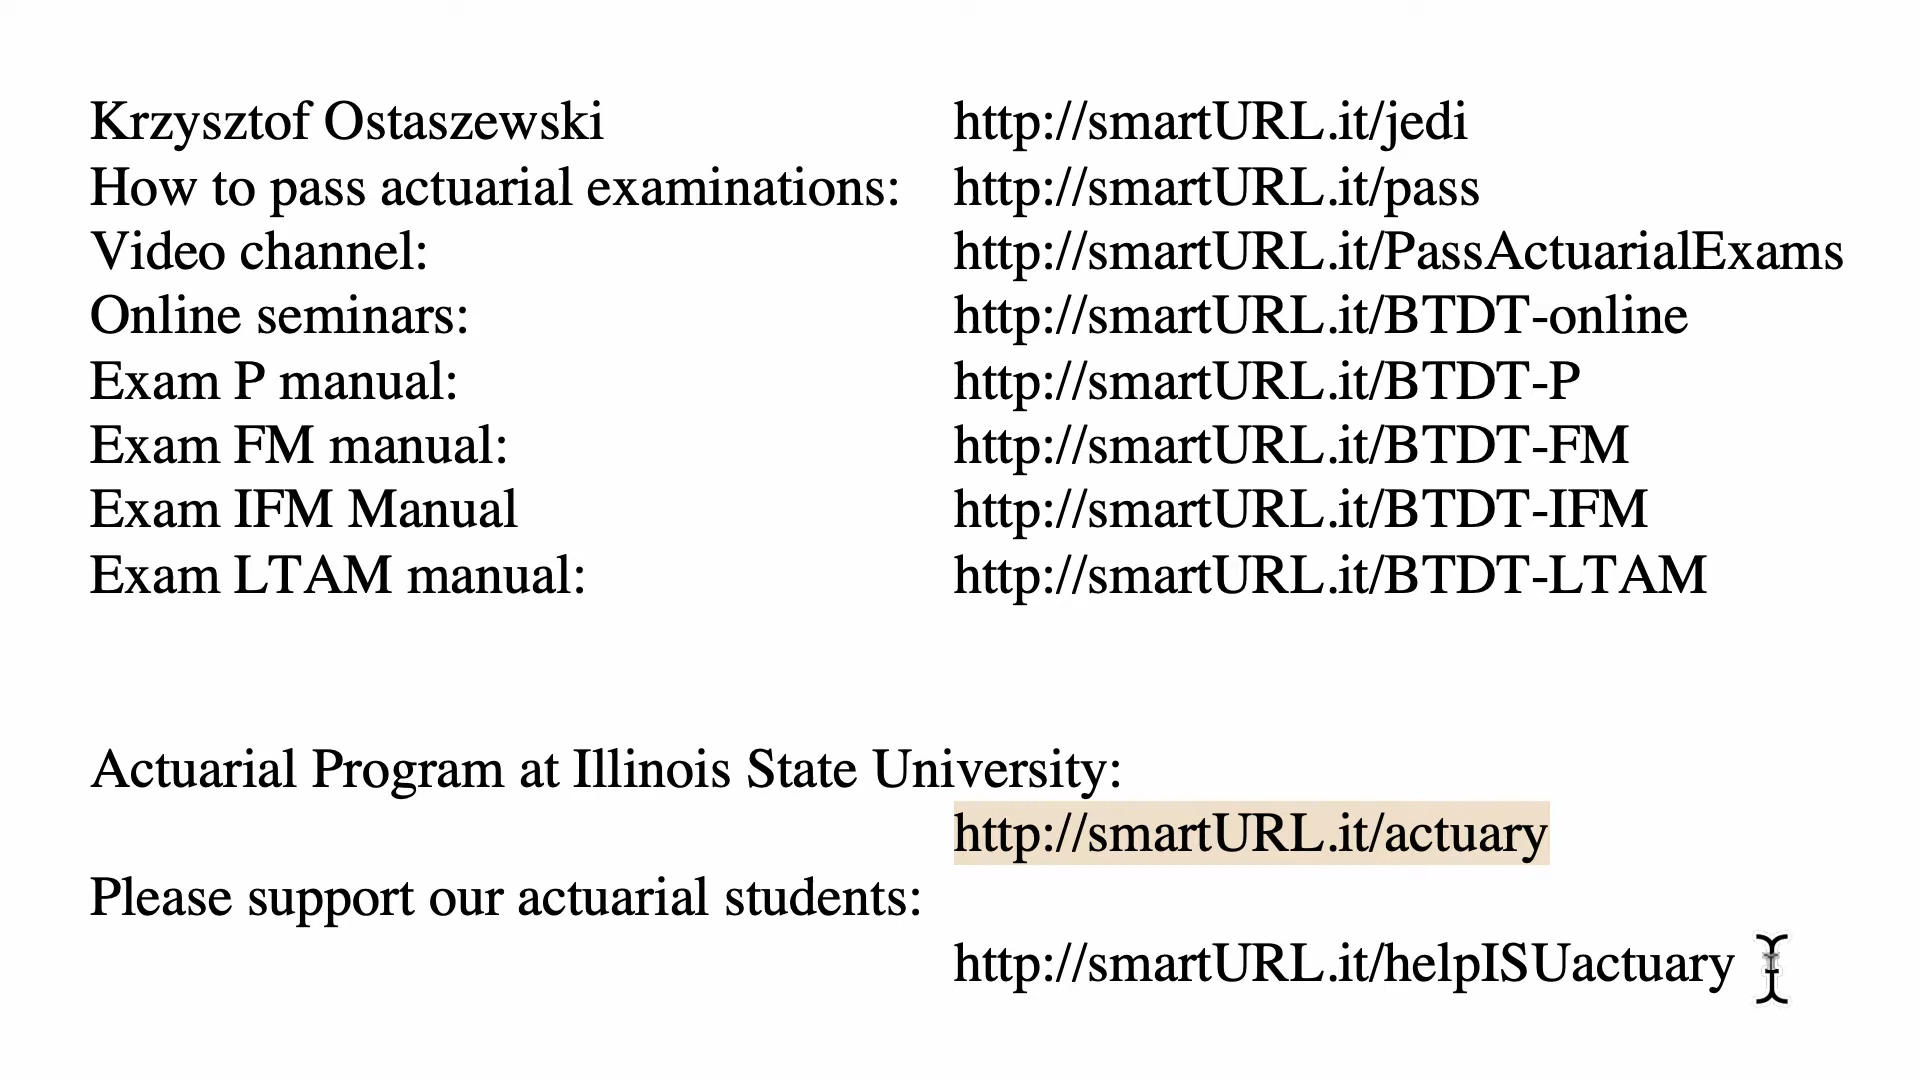 Krzysztof Ostaszewski http://smartURL.it/jedi
How to pass actuarial examinations: http://smartURL.it/pass
Video channel: http://smartURL.it/PassActuarialExams
Online seminars: http://smartURL.it/BTDT-online
Exam P manual: http://smartURL.it/BTDT-P
Exam FM manual: http://smartURL.it/BTDT-FM
Exam IFM Manual http://smartURL.it/BTDT-IFM
Exam LTAM manual: http://smartURL.it/BTDT-LTAM
Actuarial Program at Illinois State University:
http://smartURL.it/actuary
Please support our actuarial students:
http://smartURL.it/helpISUactuary